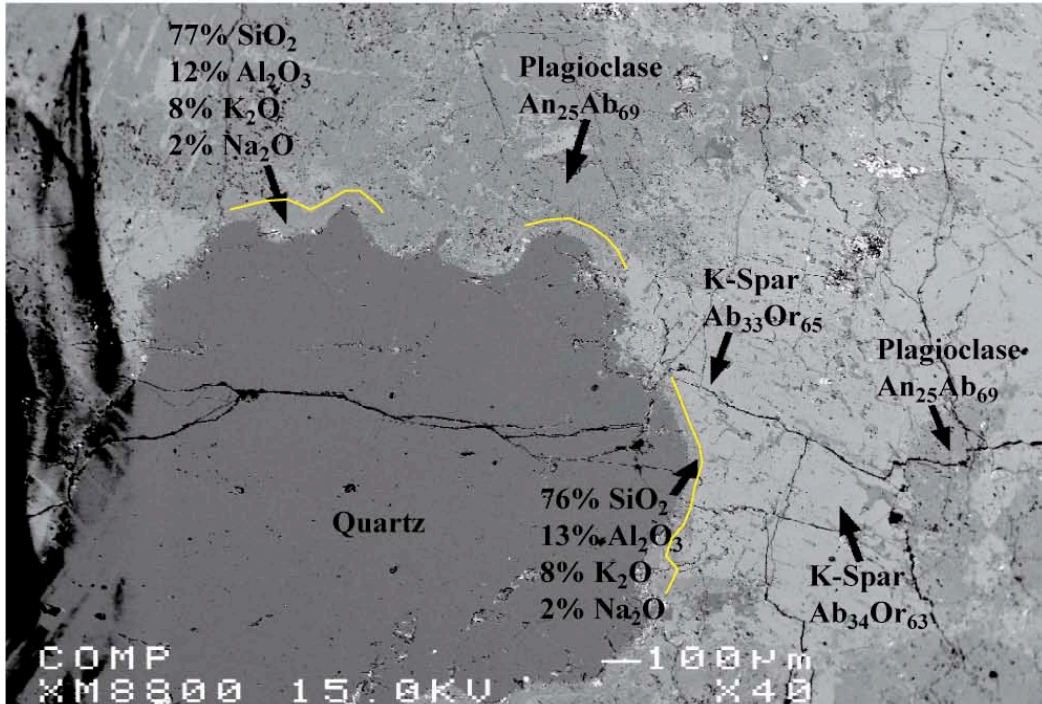 77% SiO₂
12% Al₂O₃
8% K₂O
2% Na₂O
Plagioclase
An₂₅Ab₆₉
K-Spar
Ab₃₃Or₆₅
Plagioclase
An₂₅Ab₆₉
76% SiO₂
13% Al₂O₃
8% K₂O
2% Na₂O
Quartz
K-Spar
Ab₃₄Or₆₃
COMP 100µm
XM8800 15.0KV X40